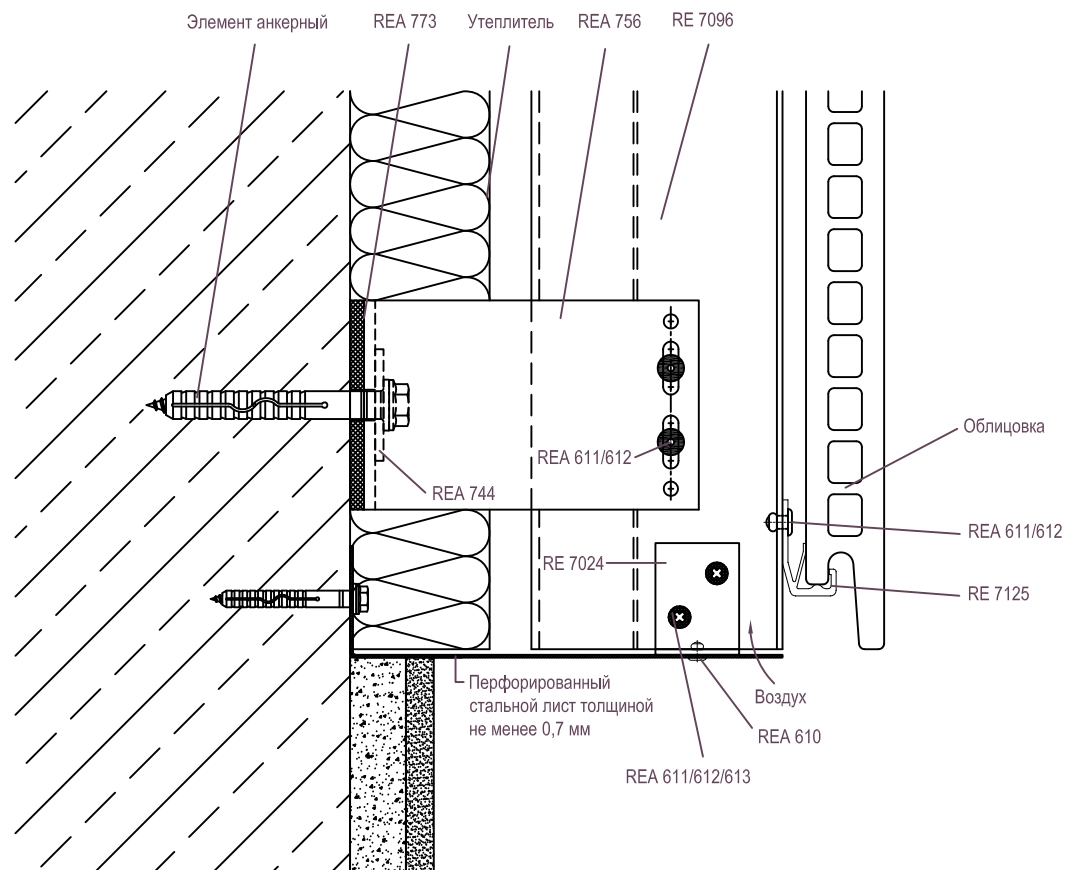 Элемент анкерный
REA 773
Утеплитель
REA 756
RE 7096
Облицовка
REA 611/612
REA 744
REA 611/612
RE 7024
RE 7125
Перфорированный
стальной лист толщиной
не менее 0,7 мм
Воздух
REA 610
REA 611/612/613